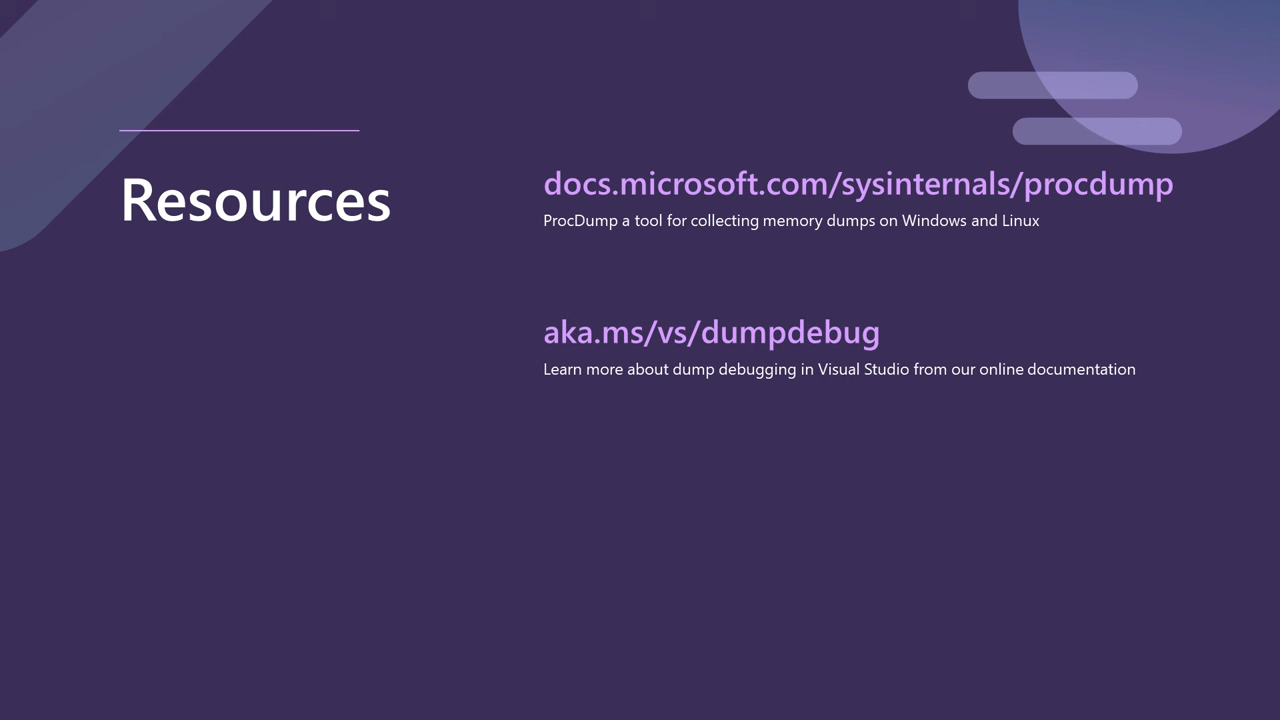 Resources
docs.microsoft.com/sysinternals/procdump
ProcDump a tool for collecting memory dumps on Windows and Linux
aka.ms/vs/dumpdebug
Learn more about dump debugging in Visual Studio from our online documentation